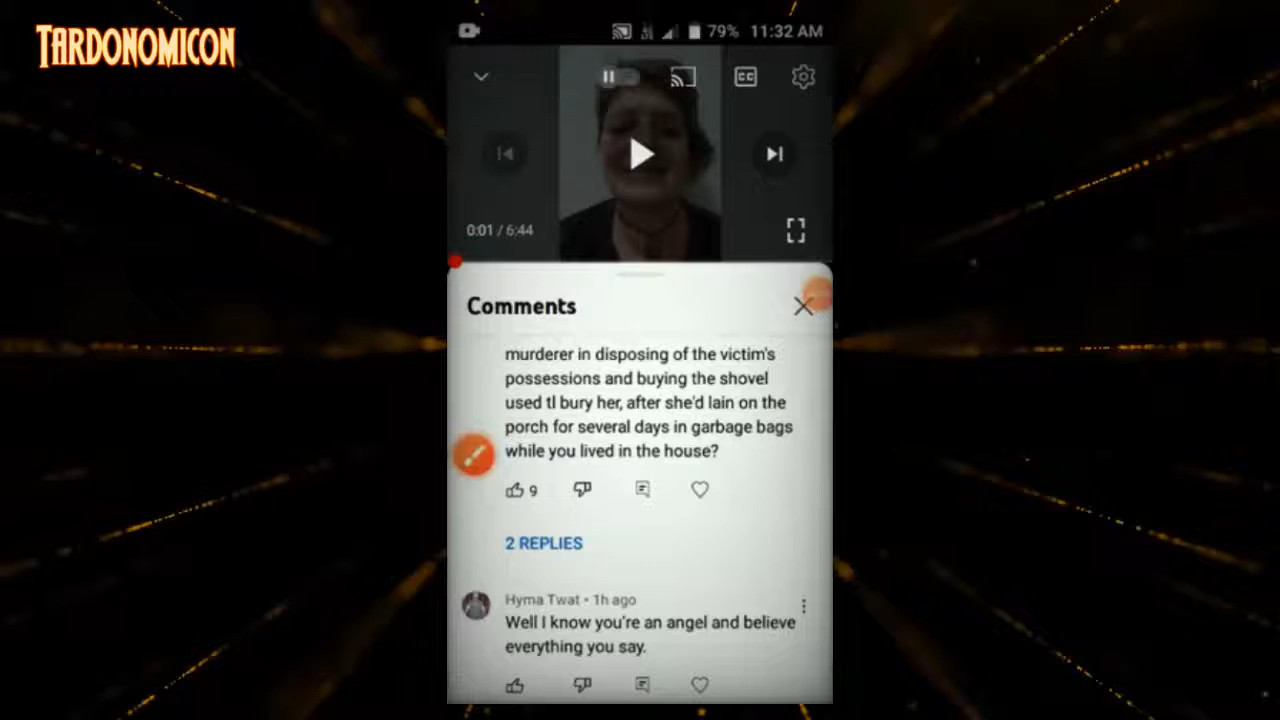 TARDONOMICON
79% 11:32 AM
CC
0:01 / 6:44
Comments
murderer in disposing of the victim's
possessions and buying the shovel
used tl bury her, after she'd lain on the
porch for several days in garbage bags
while you lived in the house?
9
2 REPLIES
Hyma Twat • 1h ago
Well I know you're an angel and believe
everything you say.